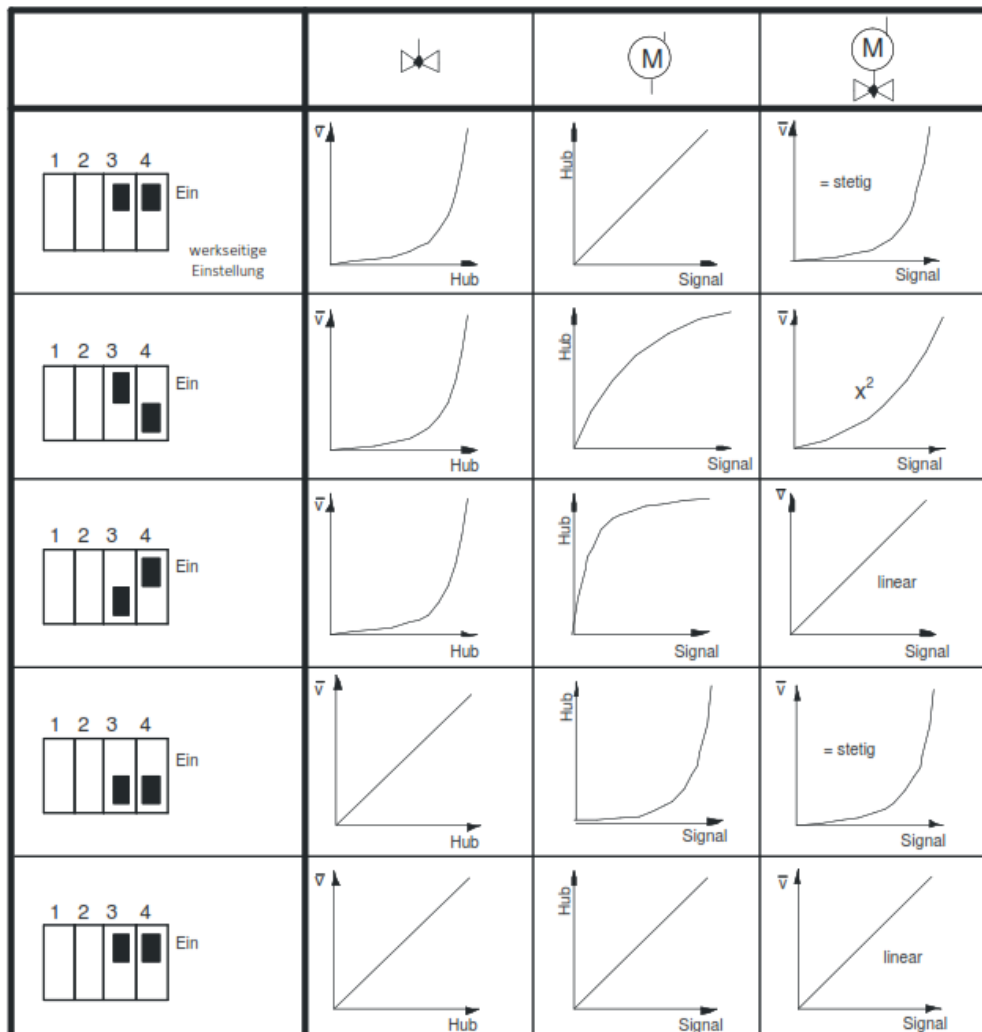 M
M
1 2 3 4
Ein
werkseitige
Einstellung
V̅
Hub
Hub
Signal
V̅
= stetig
Signal
1 2 3 4
Ein
V̅
Hub
Hub
Signal
V̅
x²
Signal
1 2 3 4
Ein
V̅
Hub
Hub
Signal
V̅
linear
Signal
1 2 3 4
Ein
V̅
Hub
Hub
Signal
V̅
= stetig
Signal
1 2 3 4
Ein
V̅
Hub
Hub
Signal
V̅
linear
Signal